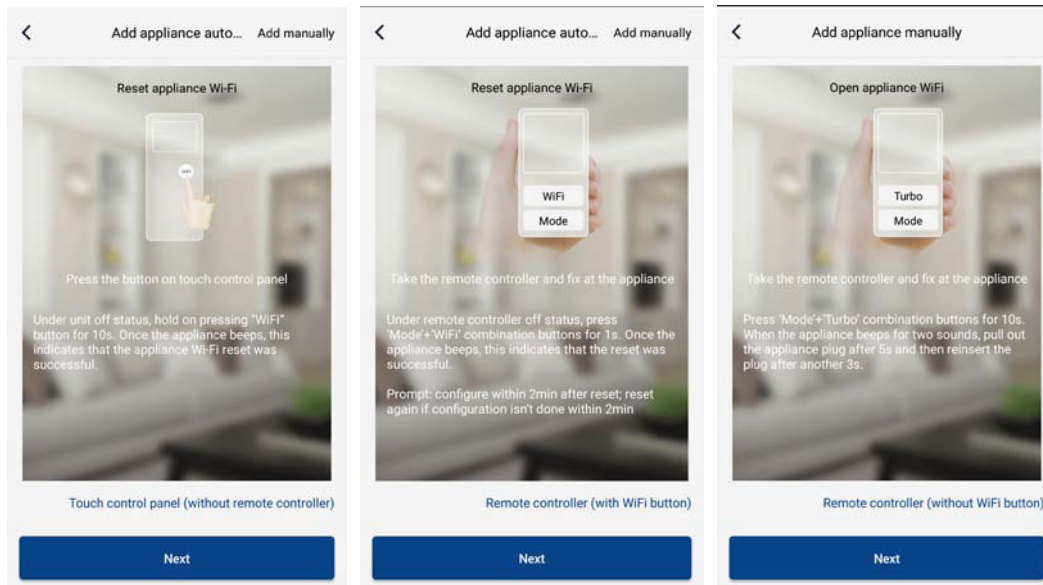 Add appliance auto... Add manually
Reset appliance Wi-Fi
WiFi
Press the button on touch control panel
Under unit off status, hold on pressing "WiFi"
button for 10s. Once the appliance beeps, this
indicates that the appliance Wi-Fi reset was
successful.
Touch control panel (without remote controller)
Next
Add appliance auto... Add manually
Reset appliance Wi-Fi
WiFi
Mode
Take the remote controller and fix at the appliance
Under remote controller off status, press
'Mode'+'WiFi' combination buttons for 1s. Once the
appliance beeps, this indicates that the reset was
successful.
Prompt: configure within 2min after reset; reset
again if configuration isn't done within 2min
Remote controller (with WiFi button)
Next
Add appliance manually
Open appliance WiFi
Turbo
Mode
Take the remote controller and fix at the appliance
Press 'Mode'+'Turbo' combination buttons for 10s.
When the appliance beeps for two sounds, pull out
the appliance plug after 5s and then reinsert the
plug after another 3s.
Remote controller (without WiFi button)
Next